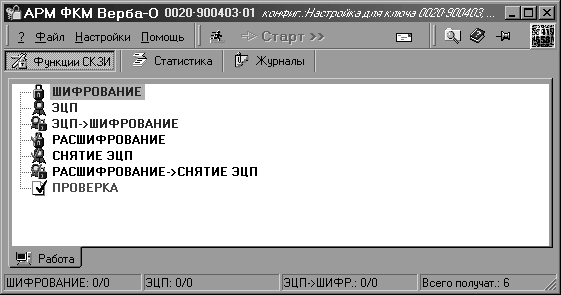 АРМ ФКМ Верба-О 0020-900403-01 конфиг.:Настройка для ключа 0020-900403,
? Файл Настройки Помощь => Старт >>
Функции СКЗИ Статистика Журналы
ШИФРОВАНИЕ
ЭЦП
ЭЦП->ШИФРОВАНИЕ
РАСШИФРОВАНИЕ
СНЯТИЕ ЭЦП
РАСШИФРОВАНИЕ->СНЯТИЕ ЭЦП
ПРОВЕРКА
Работа
ШИФРОВАНИЕ: 0/0 ЭЦП: 0/0 ЭЦП->ШИФР.: 0/0 Всего получат.: 6